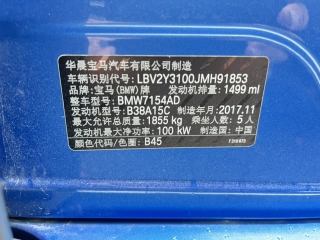 华晨宝马汽车有限公司制造
车辆识别代号: LBV2Y3100JMH91853
品牌: 宝马(BMW)牌 发动机排量: 1499 ml
整车型号: BMW7154AD
发动机型号: B38A15C 制造年月: 2017.11
最大允许总质量: 1855 kg 乘坐人数: 5 人
发动机最大净功率: 100 kW 制造国: 中国
颜色代码/色圈: B45